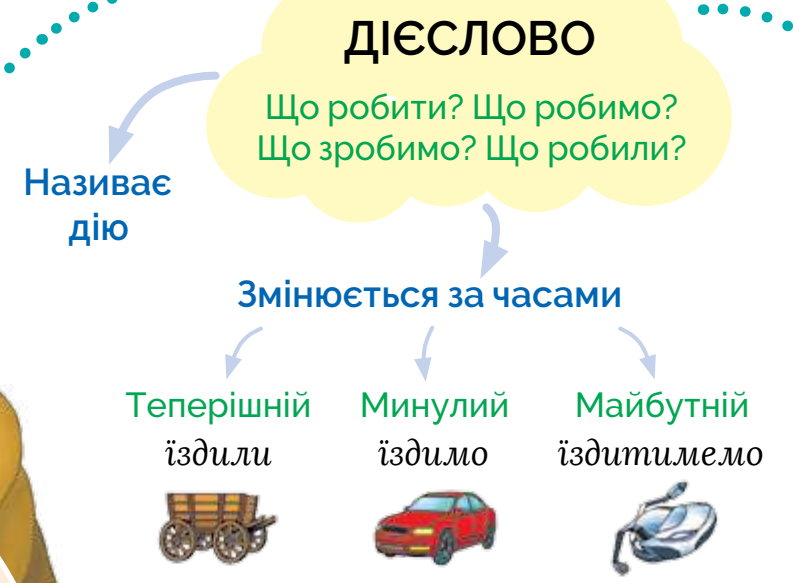 ДІЄСЛОВО
Що робити? Що робимо?
Що зробимо? Що робили?
Називає
дію
Змінюється за часами
Теперішній Минулий Майбутній
їздили їздимо їздитимемо